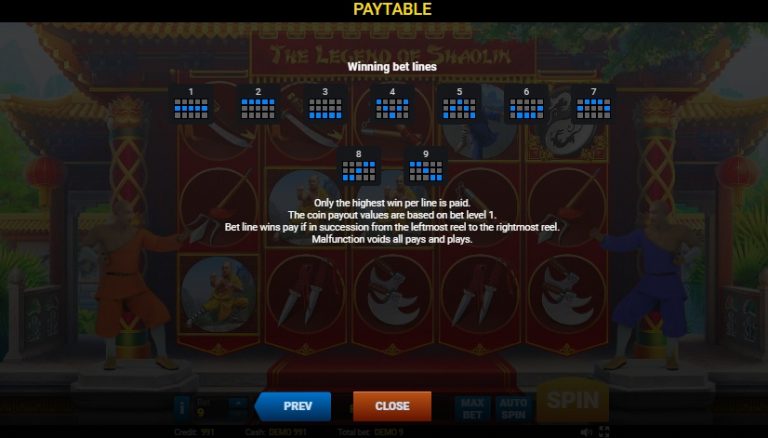 PAYTABLE
THE LEGEND OF SHAOLIN
Winning bet lines
1 2 3 4 5 6 7
8 9
Only the highest win per line is paid.
The coin payout values are based on bet level 1.
Bet line wins pay if in succession from the leftmost reel to the rightmost reel.
Malfunction voids all pays and plays.
i Bet 9
PREV
CLOSE
MAX BET
AUTO SPIN
SPIN
Credit: 991 Cash: DEMO 991 Total bet: DEMO 9